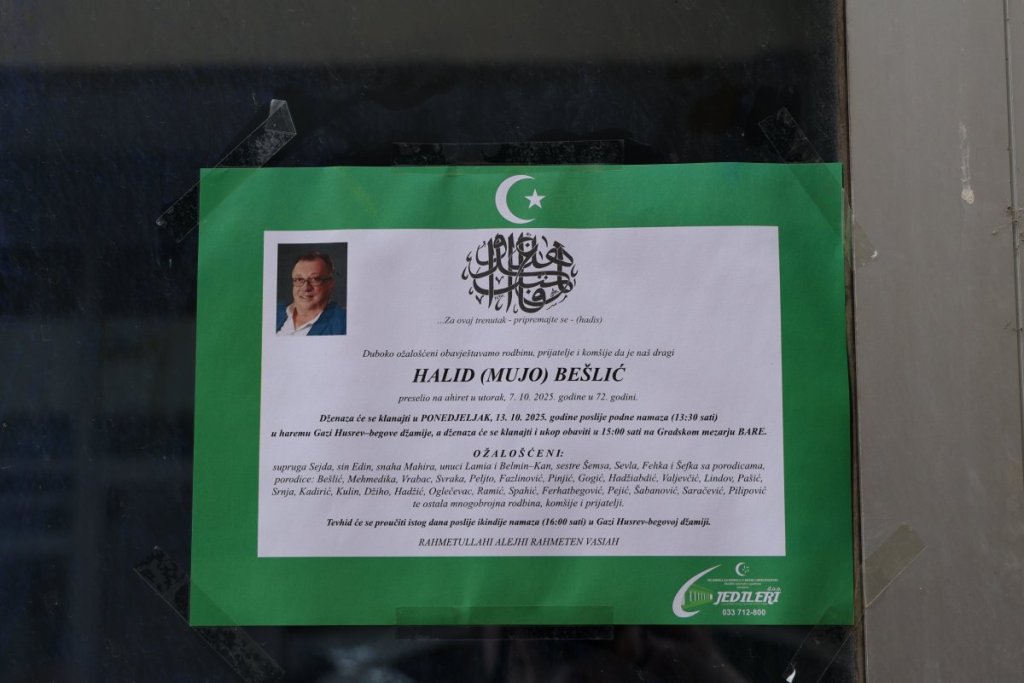 ...Za ovaj trenutak - pripremajte se - (hadis)
Duboko ožalošćeni obavještavamo rodbinu, prijatelje i komšije da je naš dragi
HALID (MUJO) BEŠLIĆ
preselio na ahiret u utorak, 7. 10. 2025. godine u 72. godini.
Dženaza će se klanjati u PONEDJELJAK, 13. 10. 2025. godine poslije podne namaza (13:30 sati)
u haremu Gazi Husrev–begove džamije, a dženaza će se klanjati i ukop obaviti u 15:00 sati na Gradskom mezarju BARE.
OŽALOŠĆENI:
supruga Sejda, sin Edin, snaha Mahira, unuci Lamia i Belmin–Kan, sestre Šemsa, Sevla, Fehka i Šefka sa porodicama,
porodice: Bešlić, Mehmedika, Vrabac, Svraka, Peljto, Fazlinović, Pinjić, Gogić, Hadžiabdić, Valjevčić, Lindov, Pašić,
Srnja, Kadirić, Kulin, Džiho, Hadžić, Oglečevac, Ramić, Spahić, Ferhatbegović, Pejić, Šabanović, Saračević, Pilipović
te ostala mnogobrojna rodbina, komšije i prijatelji.
Tevhid će se proučiti istog dana poslije ikindije namaza (16:00 sati) u Gazi Husrev-begovoj džamiji.
RAHMETULLAHI ALEJHI RAHMETEN VASIAH
JEDILERI d.o.o.
033 712-800